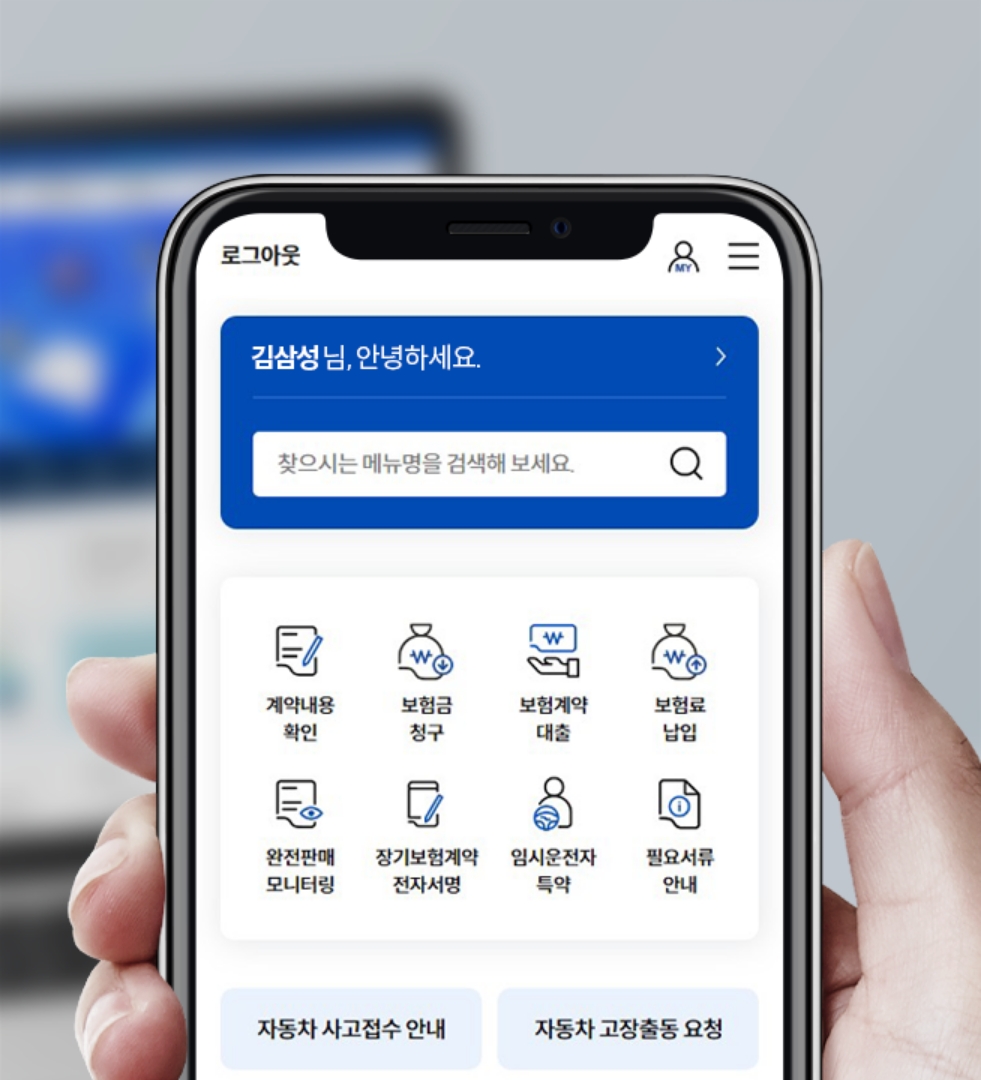 로그아웃
MY
김삼성님, 안녕하세요.
찾으시는 메뉴명을 검색해 보세요.
계약내용
확인
보험금
청구
보험계약
대출
보험료
납입
완전판매
모니터링
장기보험계약
전자서명
임시운전자
특약
필요서류
안내
자동차 사고접수 안내
자동차 고장출동 요청